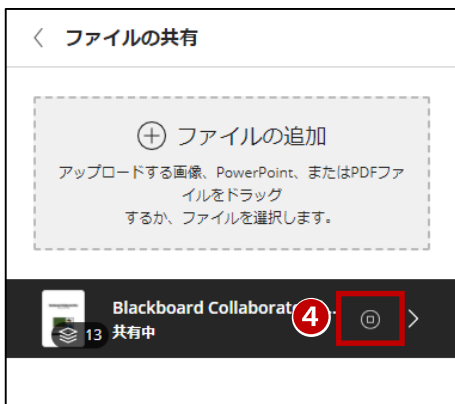 ファイルの共有
ファイルの追加
アップロードする画像、PowerPoint、またはPDFファ
イルをドラッグ
するか、ファイルを選択します。
Blackboard Collaborat
4
13 共有中